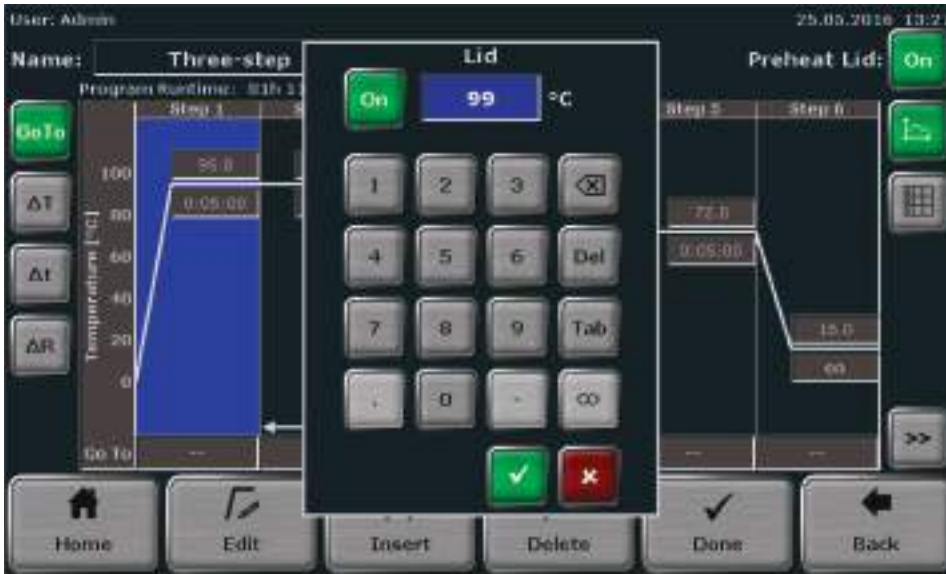 User: Admin
25.05.2016 13:2
Name: Three-step
Preheat Lid: On
Program Runtime:
Lid
On 99 °C
GoTo
ΔT
Δt
ΔR
Temperature [°C]
100
80
60
40
20
0
Step 1
95.0
0:05:00
Go To
--
1 2 3
4 5 6 Del
7 8 9 Tab
. 0 - ∞
Step 5
72.0
0:05:00
--
Step 6
15.0
--
>>
Home
Edit
Insert
Delete
Done
Back